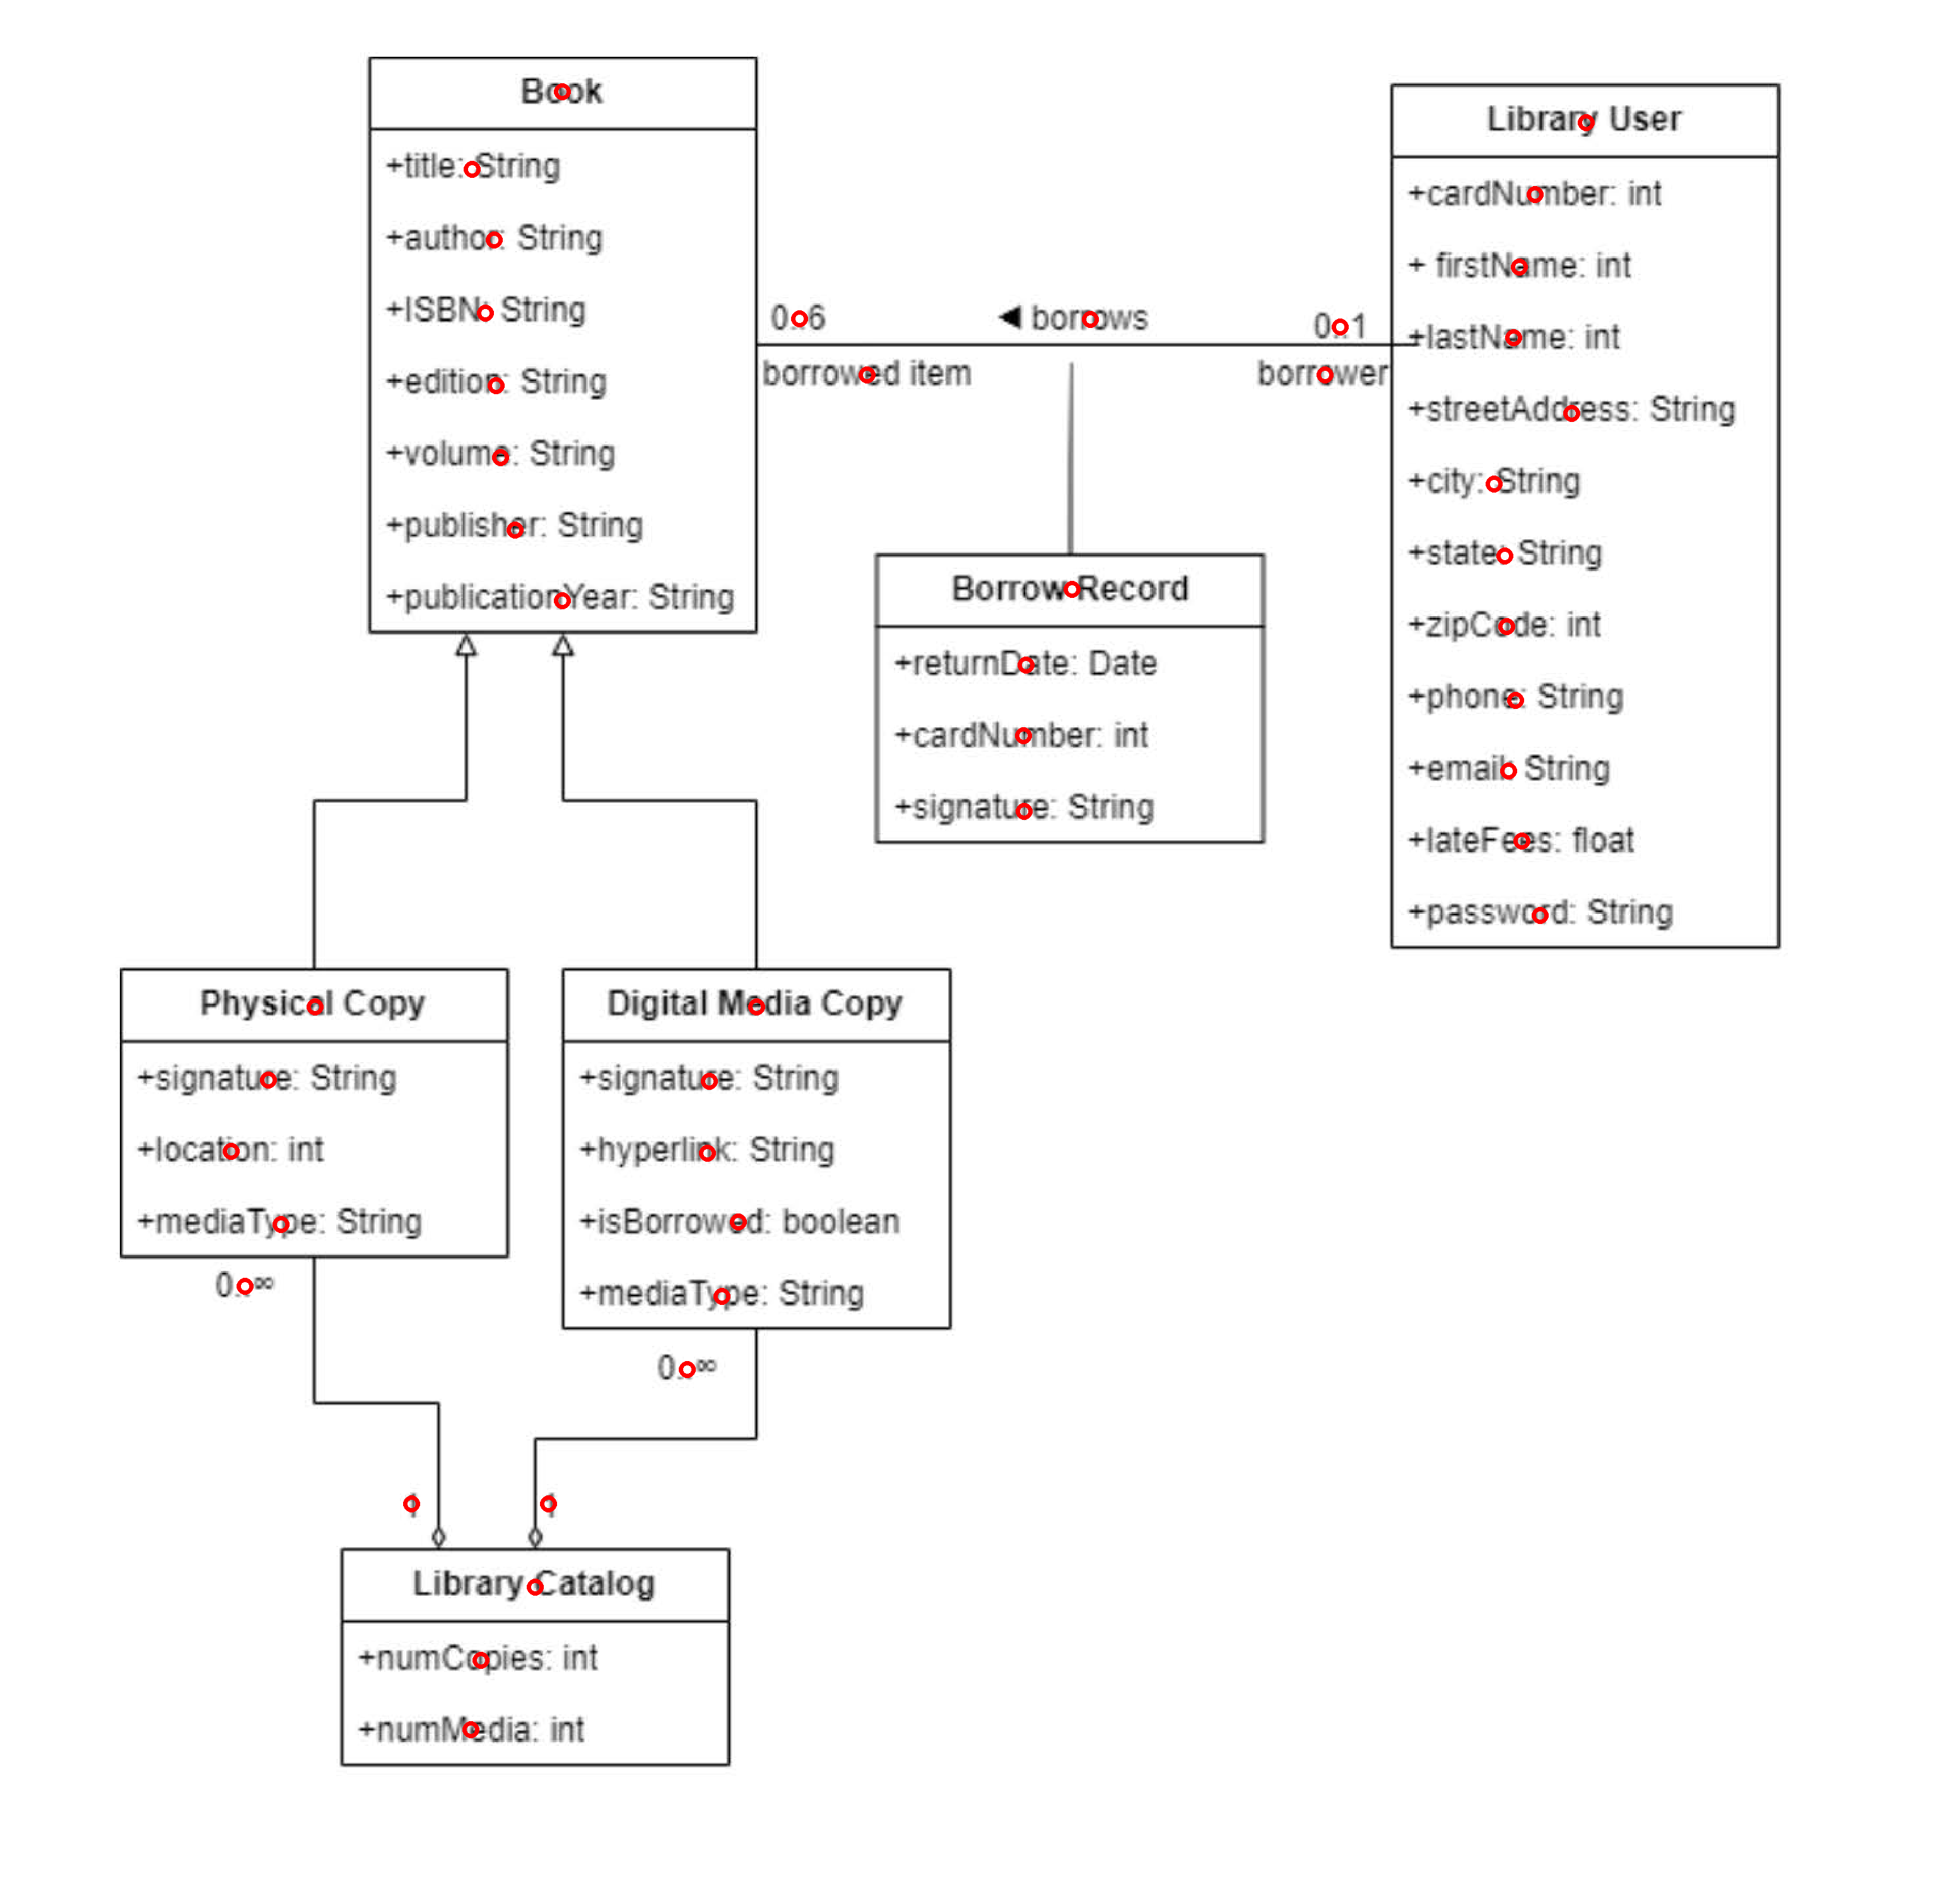 Book
+title: String
+author: String
+ISBN: String
+edition: String
+volume: String
+publisher: String
+publicationYear: String
0..6
◀ borrows
0..1
borrowed item
borrower
Library User
+cardNumber: int
+ firstName: int
+lastName: int
+streetAddress: String
+city: String
+state: String
+zipCode: int
+phone: String
+email: String
+lateFees: float
+password: String
Borrow Record
+returnDate: Date
+cardNumber: int
+signature: String
Physical Copy
+signature: String
+location: int
+mediaType: String
0..∞
Digital Media Copy
+signature: String
+hyperlink: String
+isBorrowed: boolean
+mediaType: String
0..∞
1
1
Library Catalog
+numCopies: int
+numMedia: int